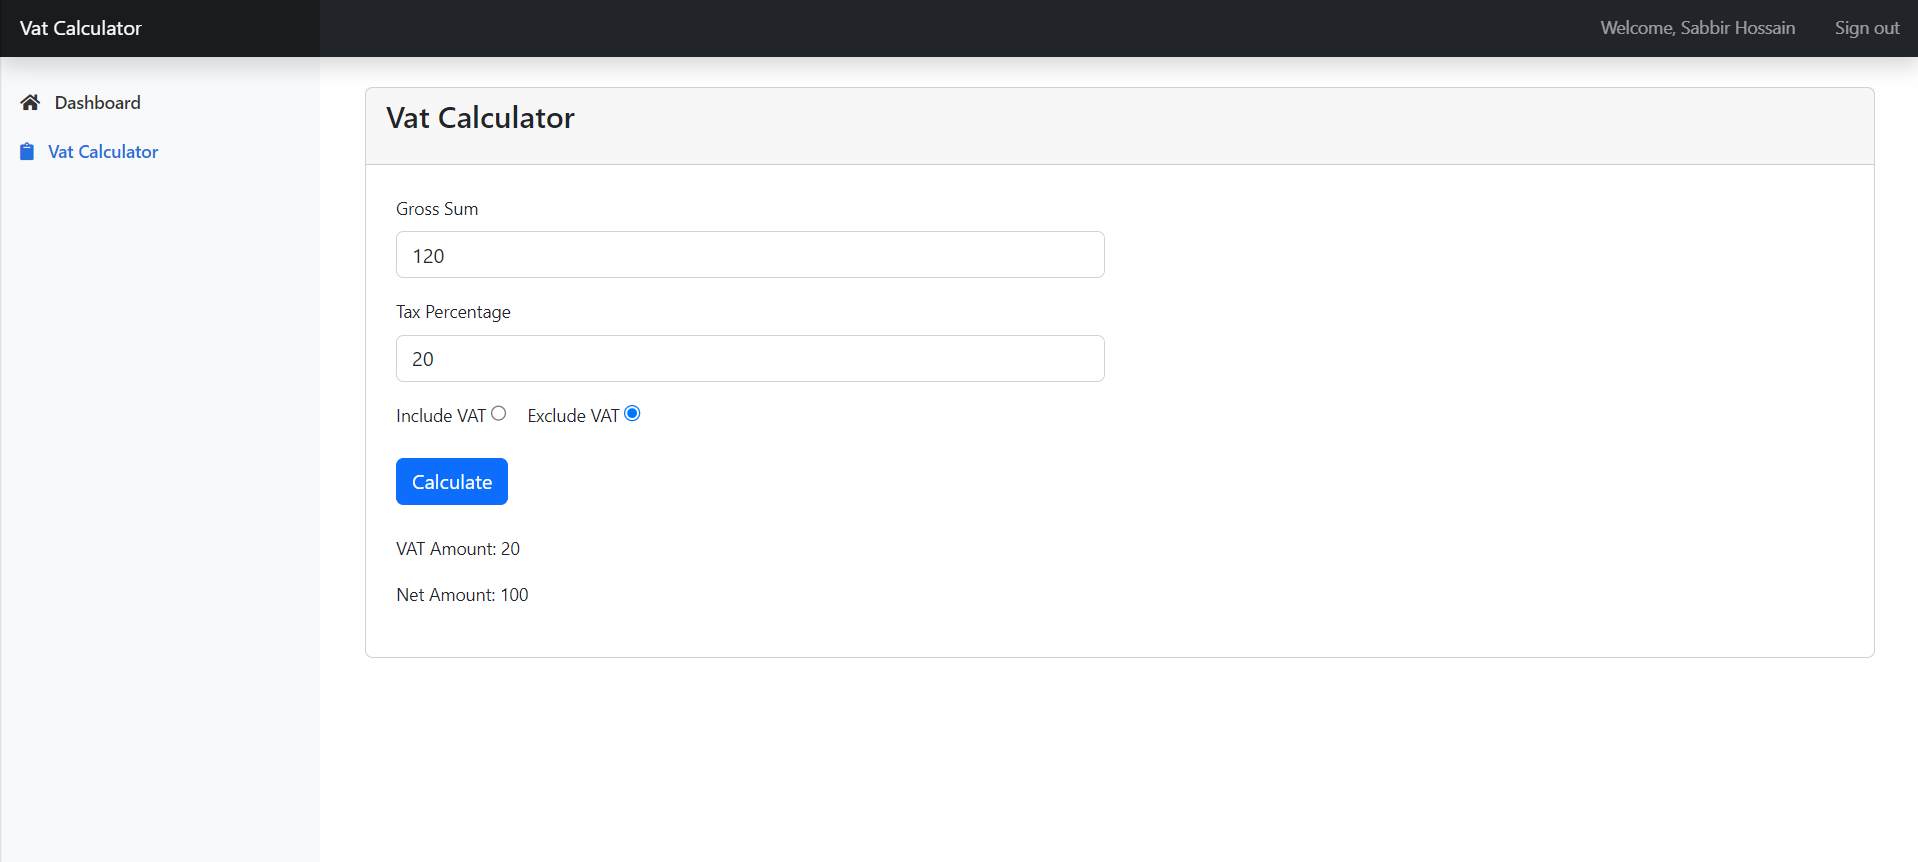 Vat Calculator
Welcome, Sabbir Hossain
Sign out
Dashboard
Vat Calculator
Vat Calculator
Gross Sum
120
Tax Percentage
20
Include VAT Exclude VAT
Calculate
VAT Amount: 20
Net Amount: 100